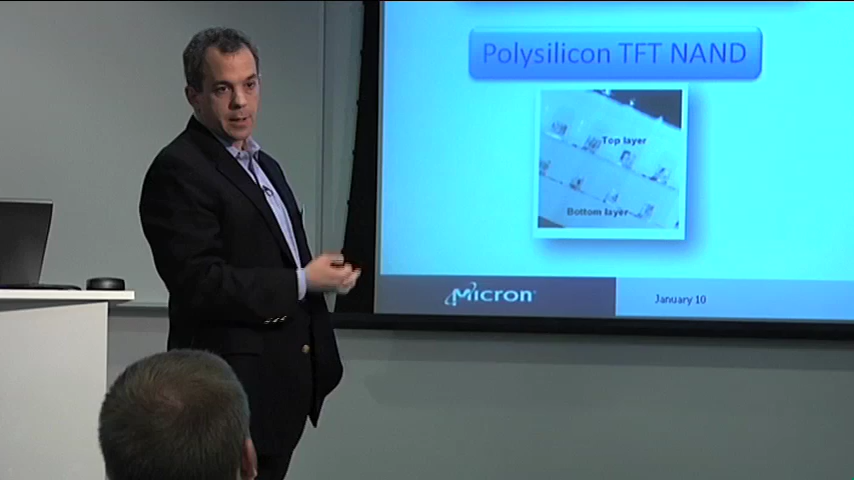 Polysilicon TFT NAND
Top layer
Bottom layer
Micron
January 10